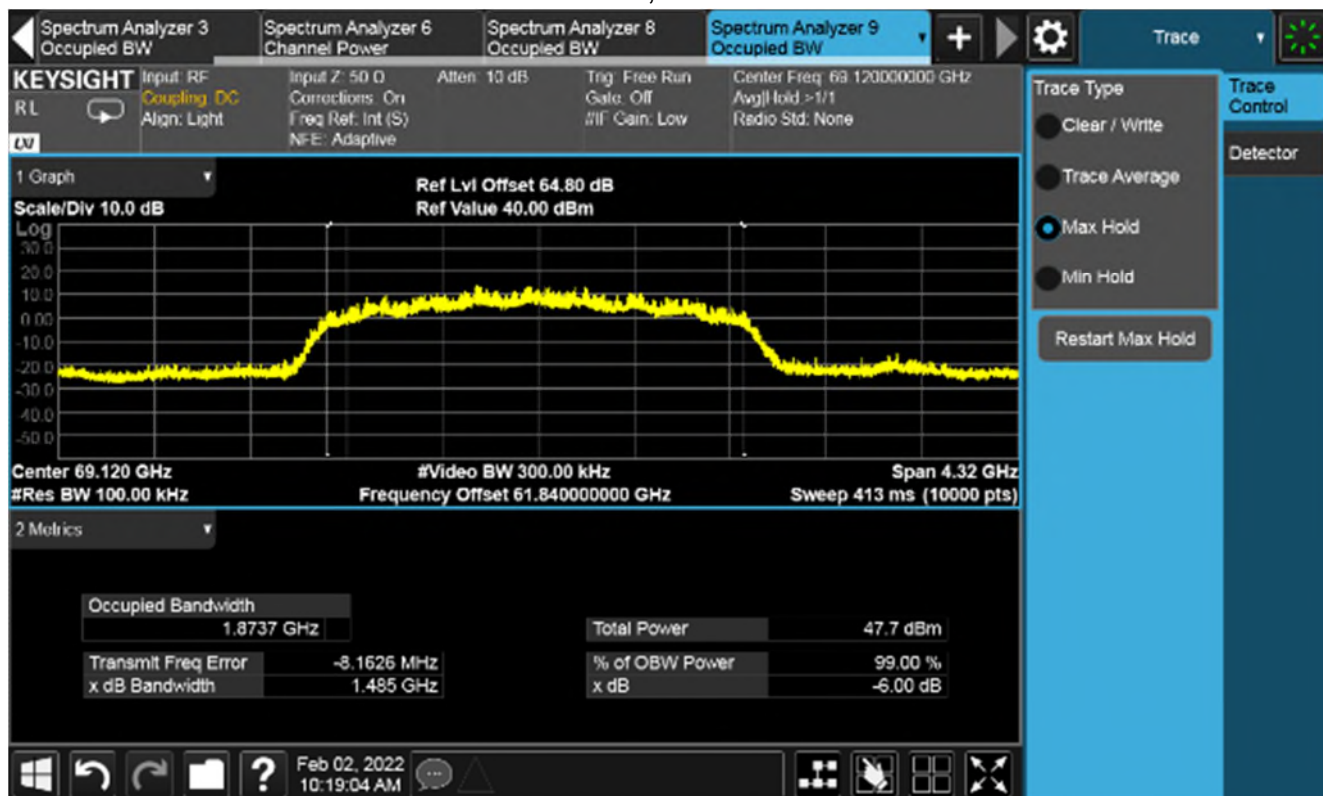 Spectrum Analyzer 3
Occupied BW
Spectrum Analyzer 6
Channel Power
Spectrum Analyzer 8
Occupied BW
Spectrum Analyzer 9
Occupied BW
+
Trace
KEYSIGHT
RL
LXI
Input: RF
Coupling: DC
Align: Light
Input Z: 50 Ω
Corrections: On
Freq Ref: Int (S)
NFE: Adaptive
Atten: 10 dB
Trig: Free Run
Gate: Off
#IF Gain: Low
Center Freq: 69.120000000 GHz
Avg|Hold:>1/1
Radio Std: None
Trace Type
Clear / Write
Trace Average
Max Hold
Min Hold
Restart Max Hold
Trace
Control
Detector
1 Graph
Scale/Div 10.0 dB
Ref Lvl Offset 64.80 dB
Ref Value 40.00 dBm
Log
30.0
20.0
10.0
0.00
-10.0
-20.0
-30.0
-40.0
-50.0
Center 69.120 GHz
#Video BW 300.00 kHz
Span 4.32 GHz
#Res BW 100.00 kHz
Frequency Offset 61.840000000 GHz
Sweep 413 ms (10000 pts)
2 Metrics
Occupied Bandwidth
1.8737 GHz
Total Power 47.7 dBm
Transmit Freq Error -8.1626 MHz
% of OBW Power 99.00 %
x dB Bandwidth 1.485 GHz
x dB -6.00 dB
?
Feb 02, 2022
10:19:04 AM